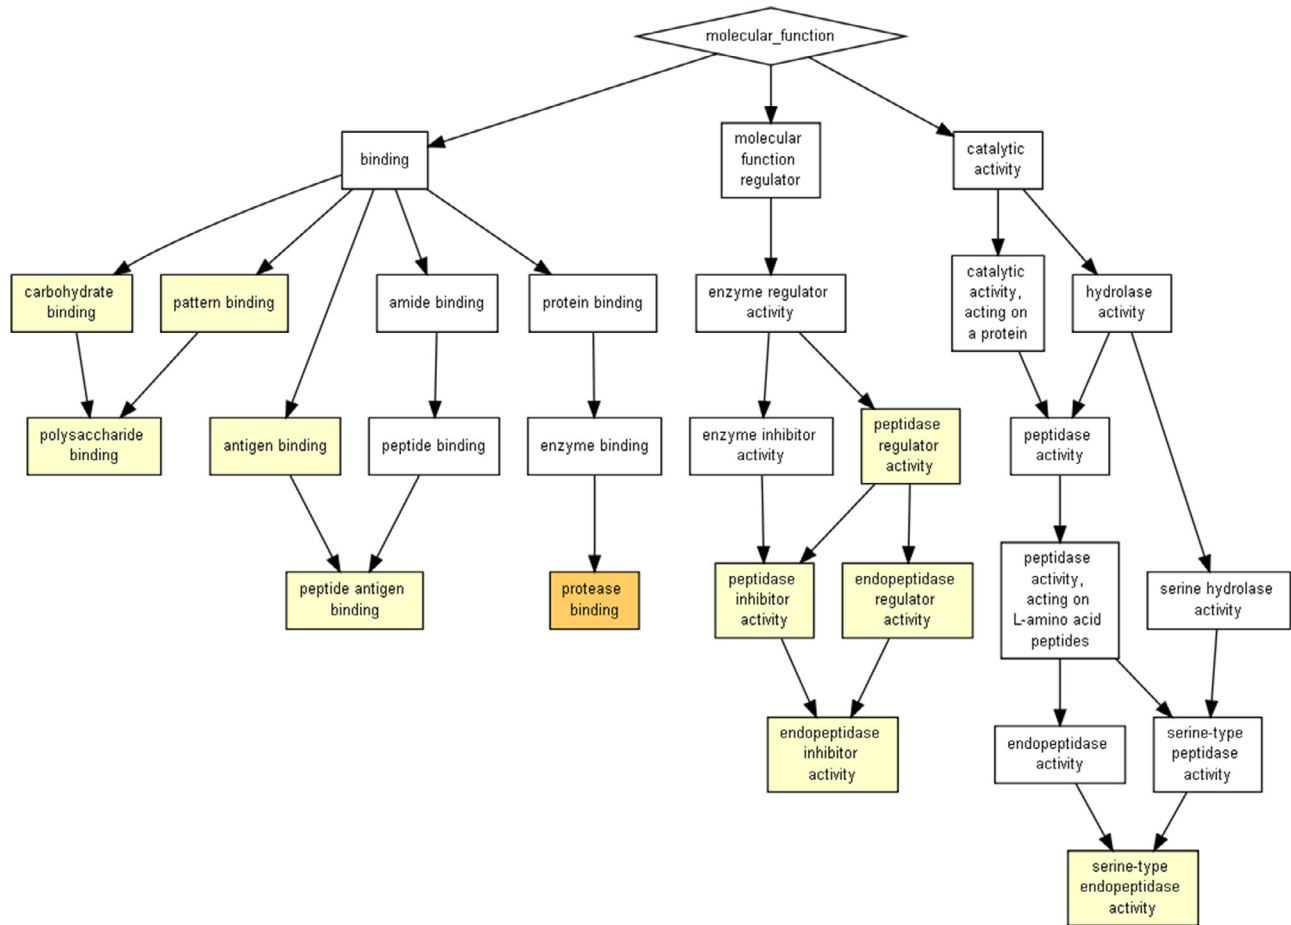 molecular_function
binding
molecular
function
regulator
catalytic
activity
carbohydrate
binding
pattern binding
amide binding
protein binding
enzyme regulator
activity
catalytic
activity,
acting on
a protein
hydrolase
activity
polysaccharide
binding
antigen binding
peptide binding
enzyme binding
enzyme inhibitor
activity
peptidase
regulator
activity
peptidase
activity
peptide antigen
binding
protease
binding
peptidase
inhibitor
activity
endopeptidase
regulator
activity
peptidase
activity,
acting on
L-amino acid
peptides
serine hydrolase
activity
endopeptidase
inhibitor
activity
endopeptidase
activity
serine-type
peptidase
activity
serine-type
endopeptidase
activity